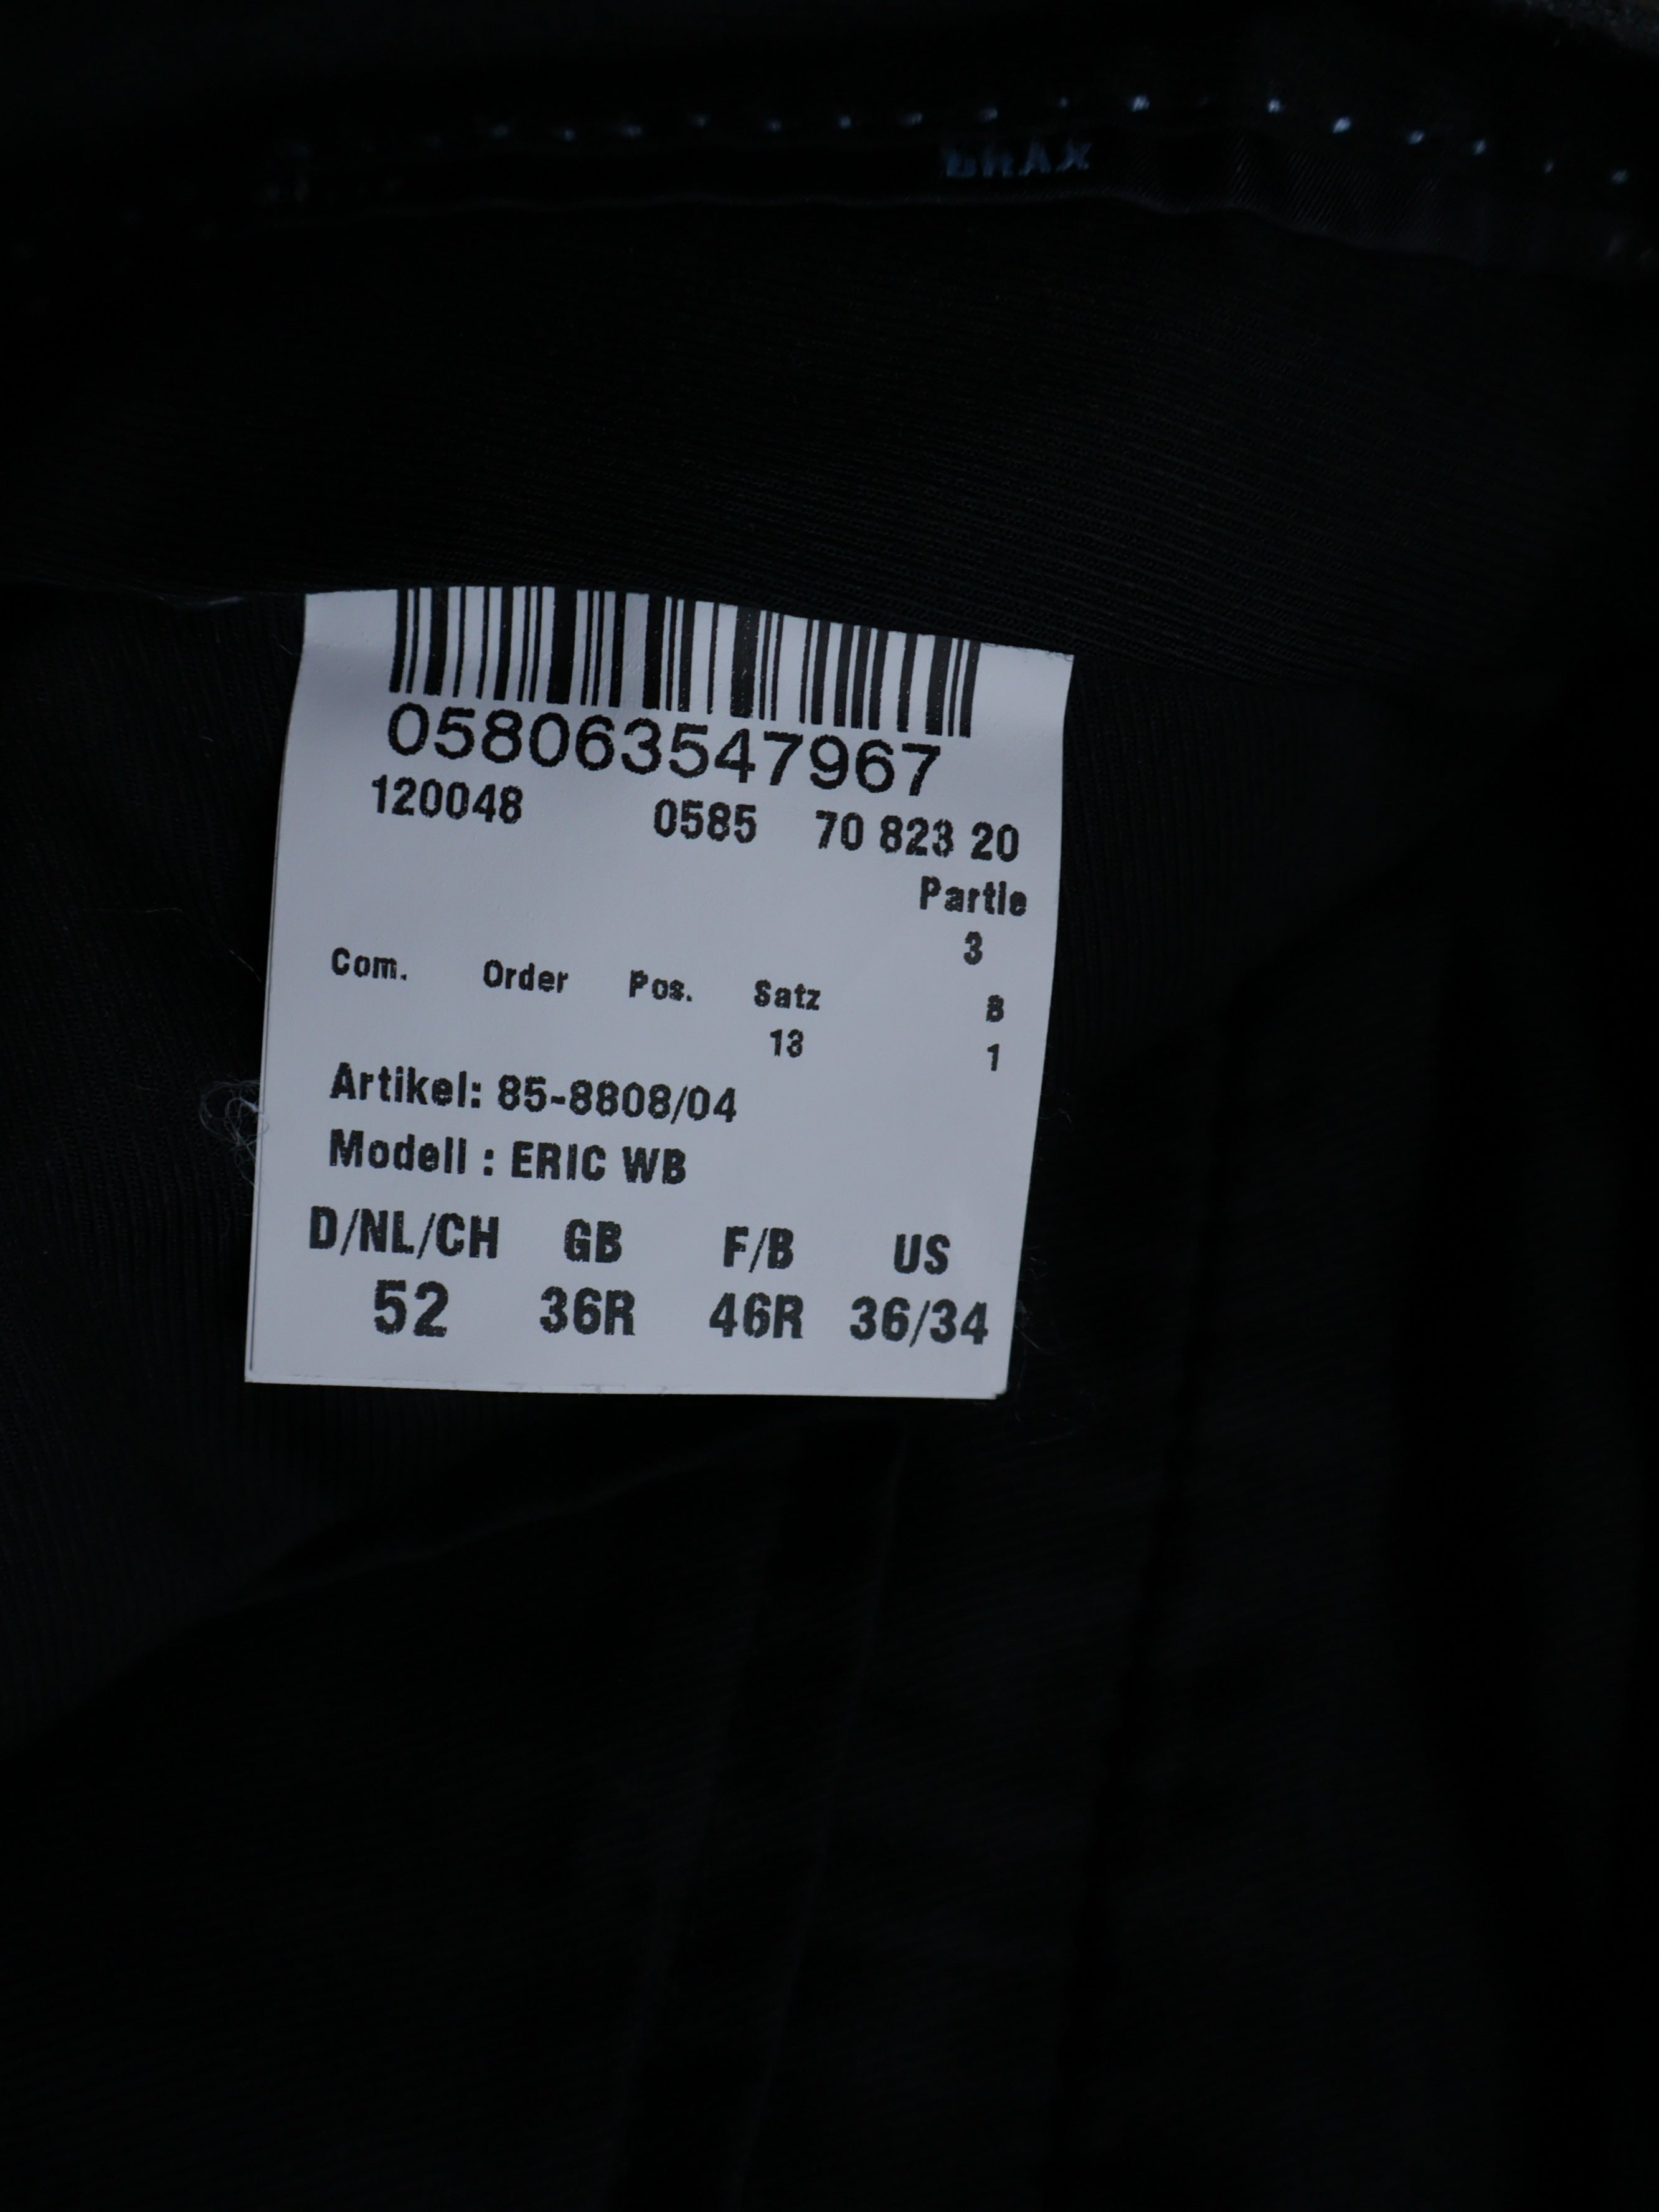 BRAX
058063547967
120048 0585 70 823 20
Partie
3
Com. Order Pos. Satz 8
13 1
Artikel: 85-8808/04
Modell : ERIC WB
D/NL/CH GB F/B US
52 36R 46R 36/34